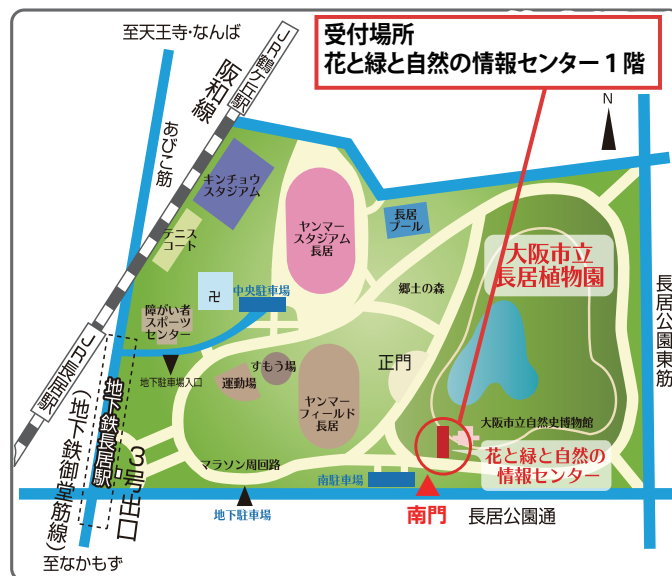 受付場所
花と緑と自然の情報センター1階
至天王寺・なんば
JR鶴ケ丘駅
阪和線
あびこ筋
N
キンチョウ
スタジアム
テニス
コート
ヤンマー
スタジアム
長居
長居
プール
大阪市立
長居植物園
卍
中央駐車場
郷土の森
長居公園東筋
障がい者
スポーツ
センター
JR長居駅
地下鉄長居駅
(地下鉄御堂筋線)
3号出口
地下駐車場入口
すもう場
運動場
正門
ヤンマー
フィールド
長居
大阪市立自然史博物館
花と緑と自然の
情報センター
マラソン周回路
南駐車場
地下駐車場
南門
長居公園通
至なかもず